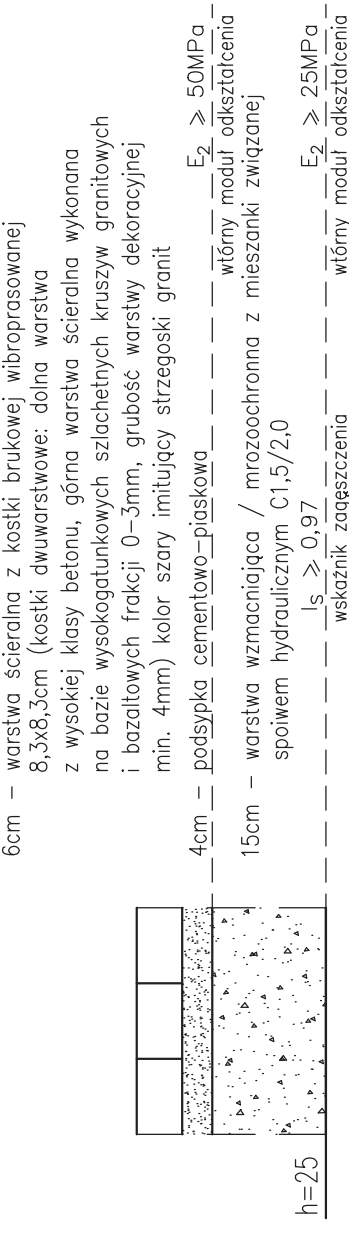 6cm – warstwa ścieralna z kostki brukowej wibroprasowanej
8,3x8,3cm (kostki dwuwarstwowe: dolna warstwa
z wysokiej klasy betonu, górna warstwa ścieralna wykonana
na bazie wysokogatunkowych szlachetnych kruszyw granitowych
i bazaltowych frakcji 0–3mm, grubość warstwy dekoracyjnej
min. 4mm) kolor szary imitujący strzegoski granit
4cm – podsypka cementowo–piaskowa E2 ⩾ 50MPa
wtórny moduł odkształcenia
15cm – warstwa wzmacniająca / mrozoochronna z mieszanki związanej
spoiwem hydraulicznym C1,5/2,0
Is ⩾ 0,97 E2 ⩾ 25MPa
wskaźnik zagęszczenia wtórny moduł odkształcenia
h=25